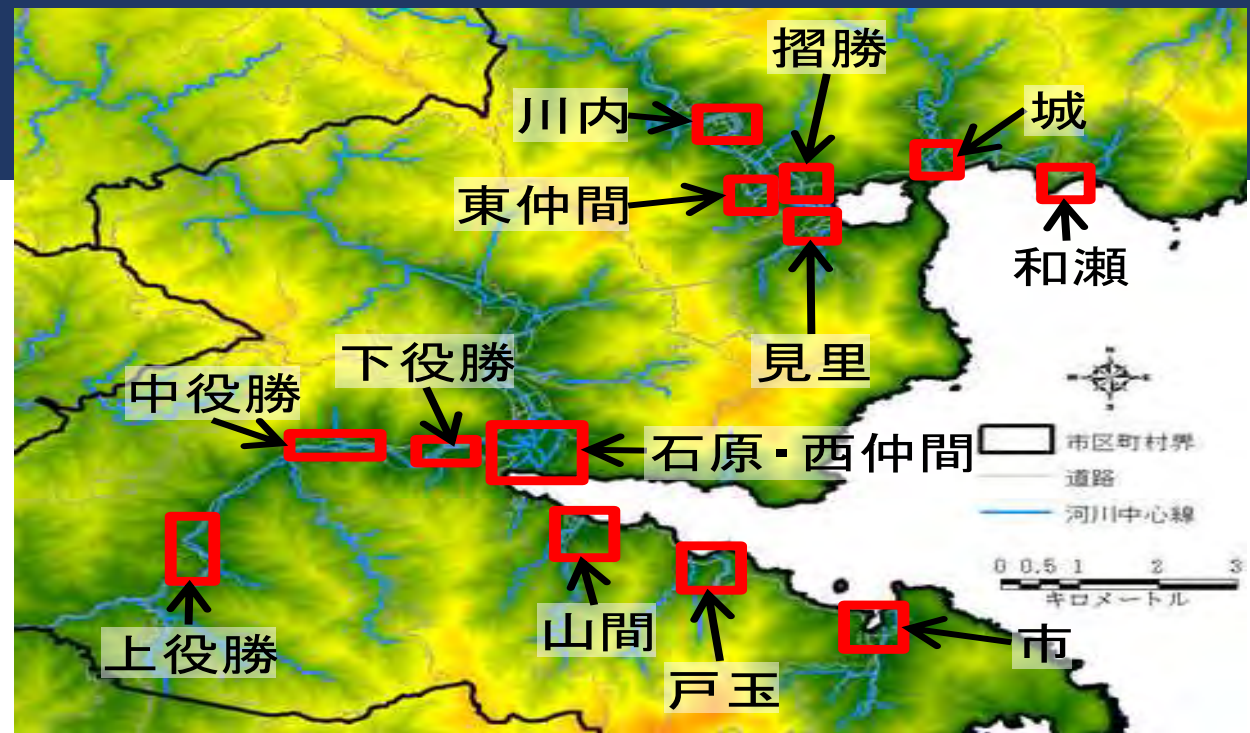 摺勝
川内
城
東仲間
和瀬
下役勝
見里
中役勝
石原・西仲間
市区町村界
道路
河川中心線
0 0.5 1 2 3
キロメートル
山間
市
上役勝
戸玉